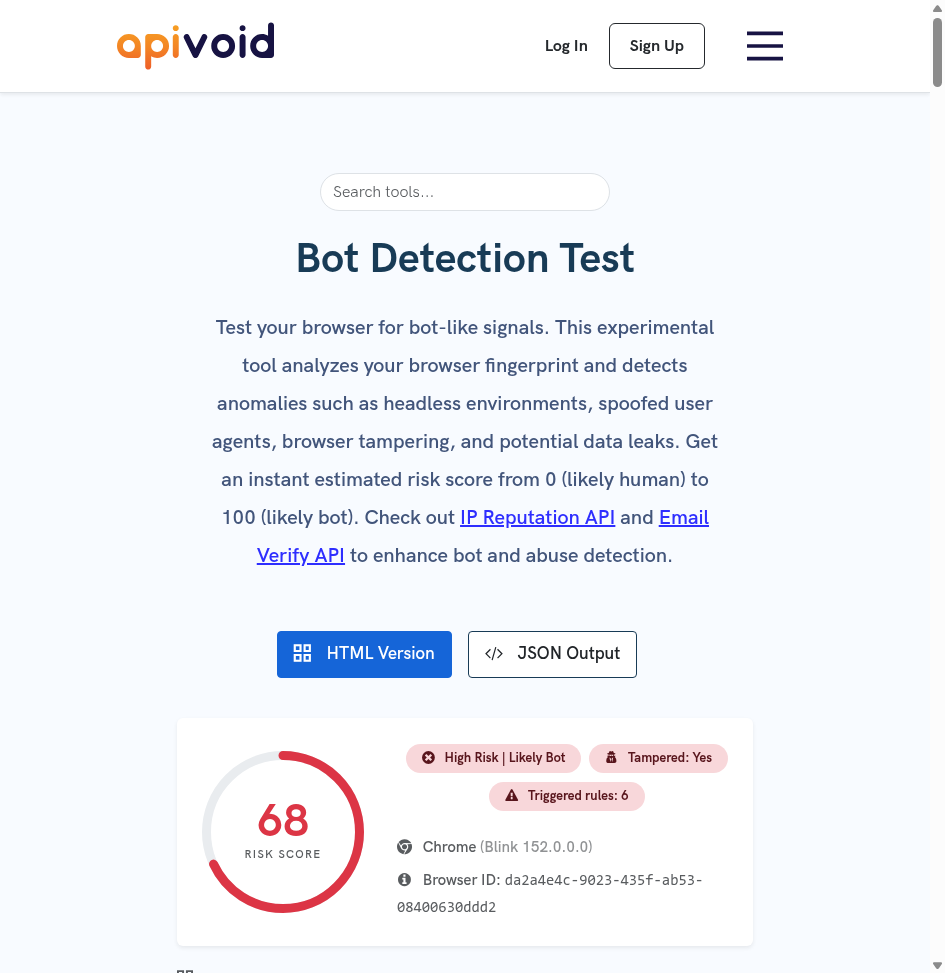 apivoid
Log In
Sign Up
Search tools...
Bot Detection Test
Test your browser for bot-like signals. This experimental
tool analyzes your browser fingerprint and detects
anomalies such as headless environments, spoofed user
agents, browser tampering, and potential data leaks. Get
an instant estimated risk score from 0 (likely human) to
100 (likely bot). Check out IP Reputation API and Email
Verify API to enhance bot and abuse detection.
HTML Version
JSON Output
68
RISK SCORE
High Risk | Likely Bot
Tampered: Yes
Triggered rules: 6
Chrome (Blink 152.0.0.0)
Browser ID: da2a4e4c-9023-435f-ab53-
08400630ddd2